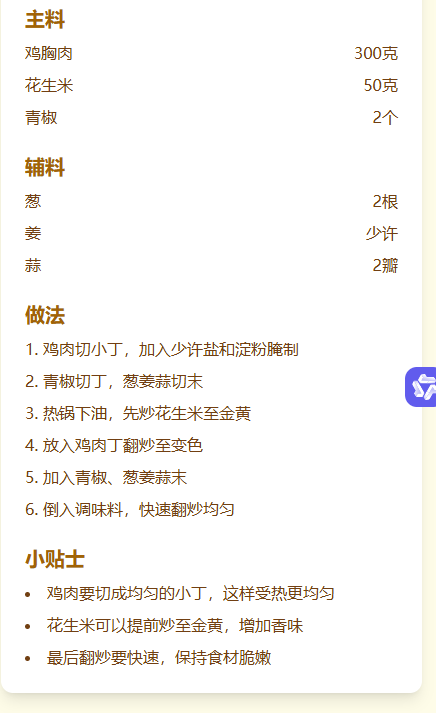 主料
鸡胸肉 300克
花生米 50克
青椒 2个
辅料
葱 2根
姜 少许
蒜 2瓣
做法
1. 鸡肉切小丁，加入少许盐和淀粉腌制
2. 青椒切丁，葱姜蒜切末
3. 热锅下油，先炒花生米至金黄
4. 放入鸡肉丁翻炒至变色
5. 加入青椒、葱姜蒜末
6. 倒入调味料，快速翻炒均匀
小贴士
• 鸡肉要切成均匀的小丁，这样受热更均匀
• 花生米可以提前炒至金黄，增加香味
• 最后翻炒要快速，保持食材脆嫩